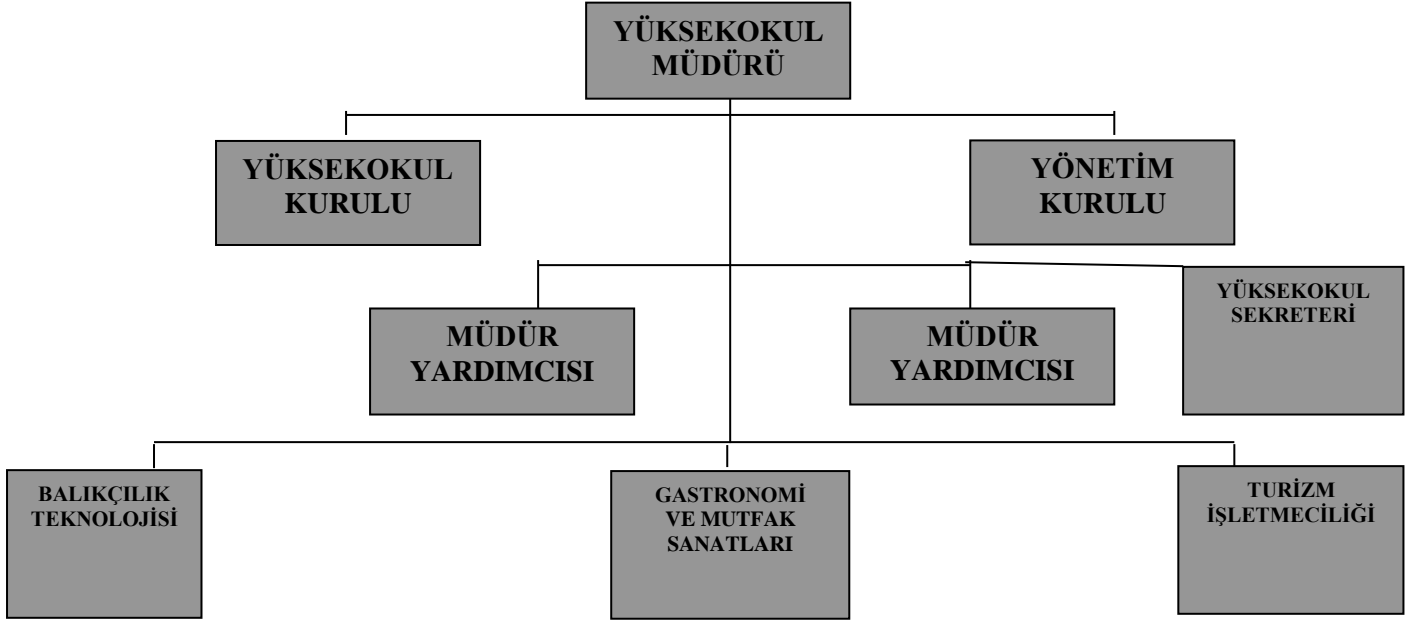 YÜKSEKOKUL
MÜDÜRÜ
YÜKSEKOKUL
KURULU
YÖNETİM
KURULU
MÜDÜR
YARDIMCISI
MÜDÜR
YARDIMCISI
YÜKSEKOKUL
SEKRETERİ
BALIKÇILIK
TEKNOLOJİSİ
GASTRONOMİ
VE MUTFAK
SANATLARI
TURİZM
İŞLETMECİLİĞİ